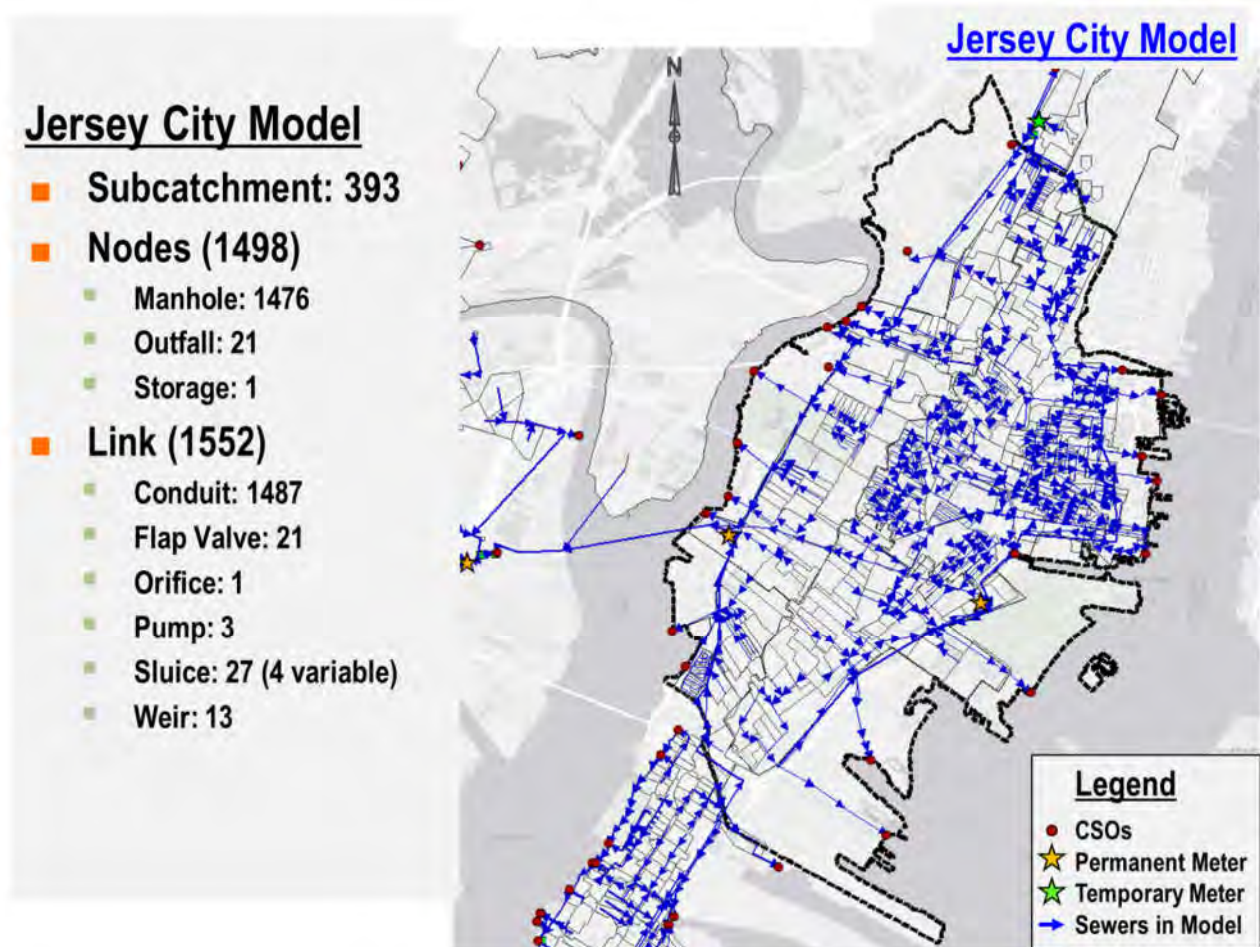 Jersey City Model
Jersey City Model
Subcatchment: 393
Nodes (1498)
Manhole: 1476
Outfall: 21
Storage: 1
Link (1552)
Conduit: 1487
Flap Valve: 21
Orifice: 1
Pump: 3
Sluice: 27 (4 variable)
Weir: 13
N
Legend
CSOs
Permanent Meter
Temporary Meter
Sewers in Model